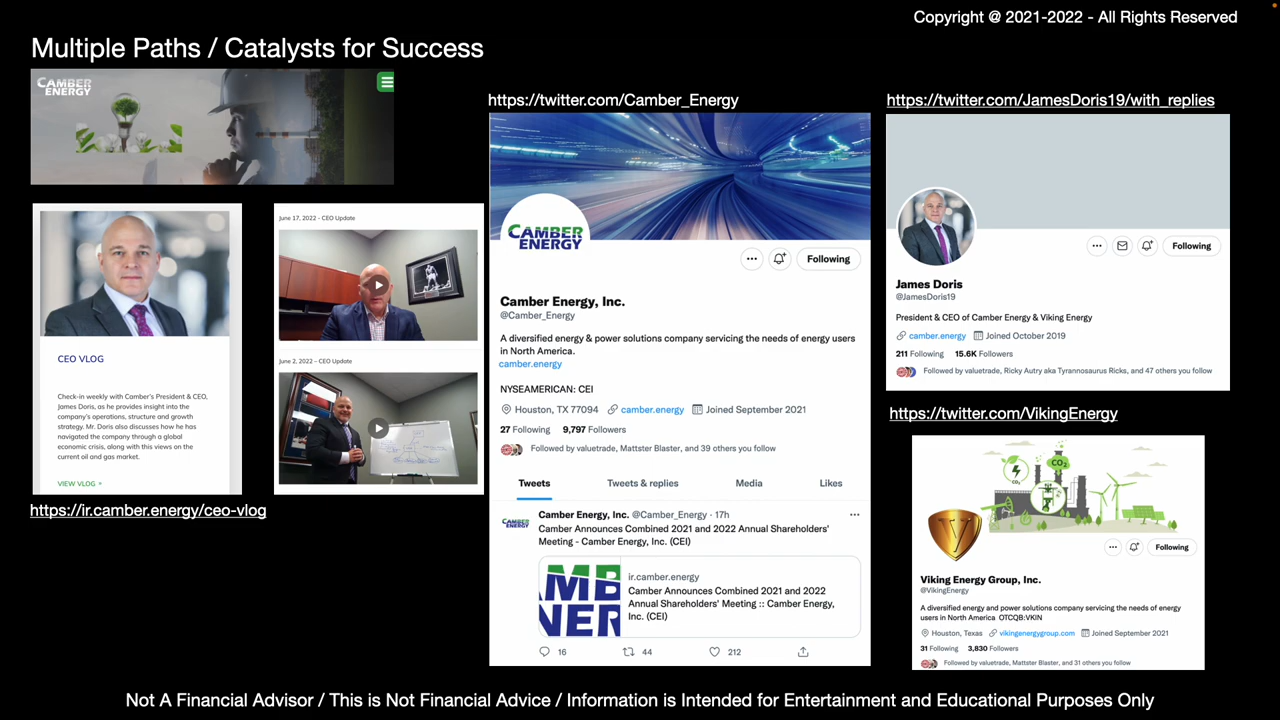 Copyright @ 2021-2022 - All Rights Reserved
Multiple Paths / Catalysts for Success
CAMBER
ENERGY
CEO VLOG
Check-in weekly with Camber's President & CEO,
James Doris, as he provides insight into the
company's operations, structure and growth
strategy. Mr. Doris also discusses how he has
navigated the company through a global
economic crisis, along with this views on the
current oil and gas market.
VIEW VLOG +
https://ir.camber.energy/ceo-vlog
June 17, 2022 - CEO Update
June 2, 2022 - CEO Update
https://twitter.com/Camber_Energy
CAMBER
ENERGY
Following
Camber Energy, Inc.
@Camber_Energy
A diversified energy & power solutions company servicing the needs of energy users
in North America.
camber.energy
NYSEAMERICAN: CEI
Houston, TX 77094 camber.energy Joined September 2021
27 Following 9,797 Followers
Followed by valuetrade, Mattster Blaster, and 39 others you follow
Tweets Tweets & replies Media Likes
CAMBER
ENERGY
Camber Energy, Inc. @Camber_Energy · 17h
Camber Announces Combined 2021 and 2022 Annual Shareholders'
Meeting - Camber Energy, Inc. (CEI)
MB
NER
ir.camber.energy
Camber Announces Combined 2021 and 2022
Annual Shareholders' Meeting :: Camber Energy,
Inc. (CEI)
16 44 212
https://twitter.com/JamesDoris19/with_replies
Following
James Doris
@JamesDoris19
President & CEO of Camber Energy & Viking Energy
camber.energy Joined October 2019
211 Following 15.6K Followers
Followed by valuetrade, Ricky Autry aka Tyrannosaurus Ricks, and 47 others you follow
https://twitter.com/VikingEnergy
CO2
CO2
V
Following
Viking Energy Group, Inc.
@VikingEnergy
A diversified energy and power solutions company servicing the needs of energy
users in North America OTCQB:VKIN
Houston, Texas vikingenergygroup.com Joined September 2021
31 Following 3,830 Followers
Followed by valuetrade, Mattster Blaster, and 31 others you follow
Not A Financial Advisor / This is Not Financial Advice / Information is Intended for Entertainment and Educational Purposes Only